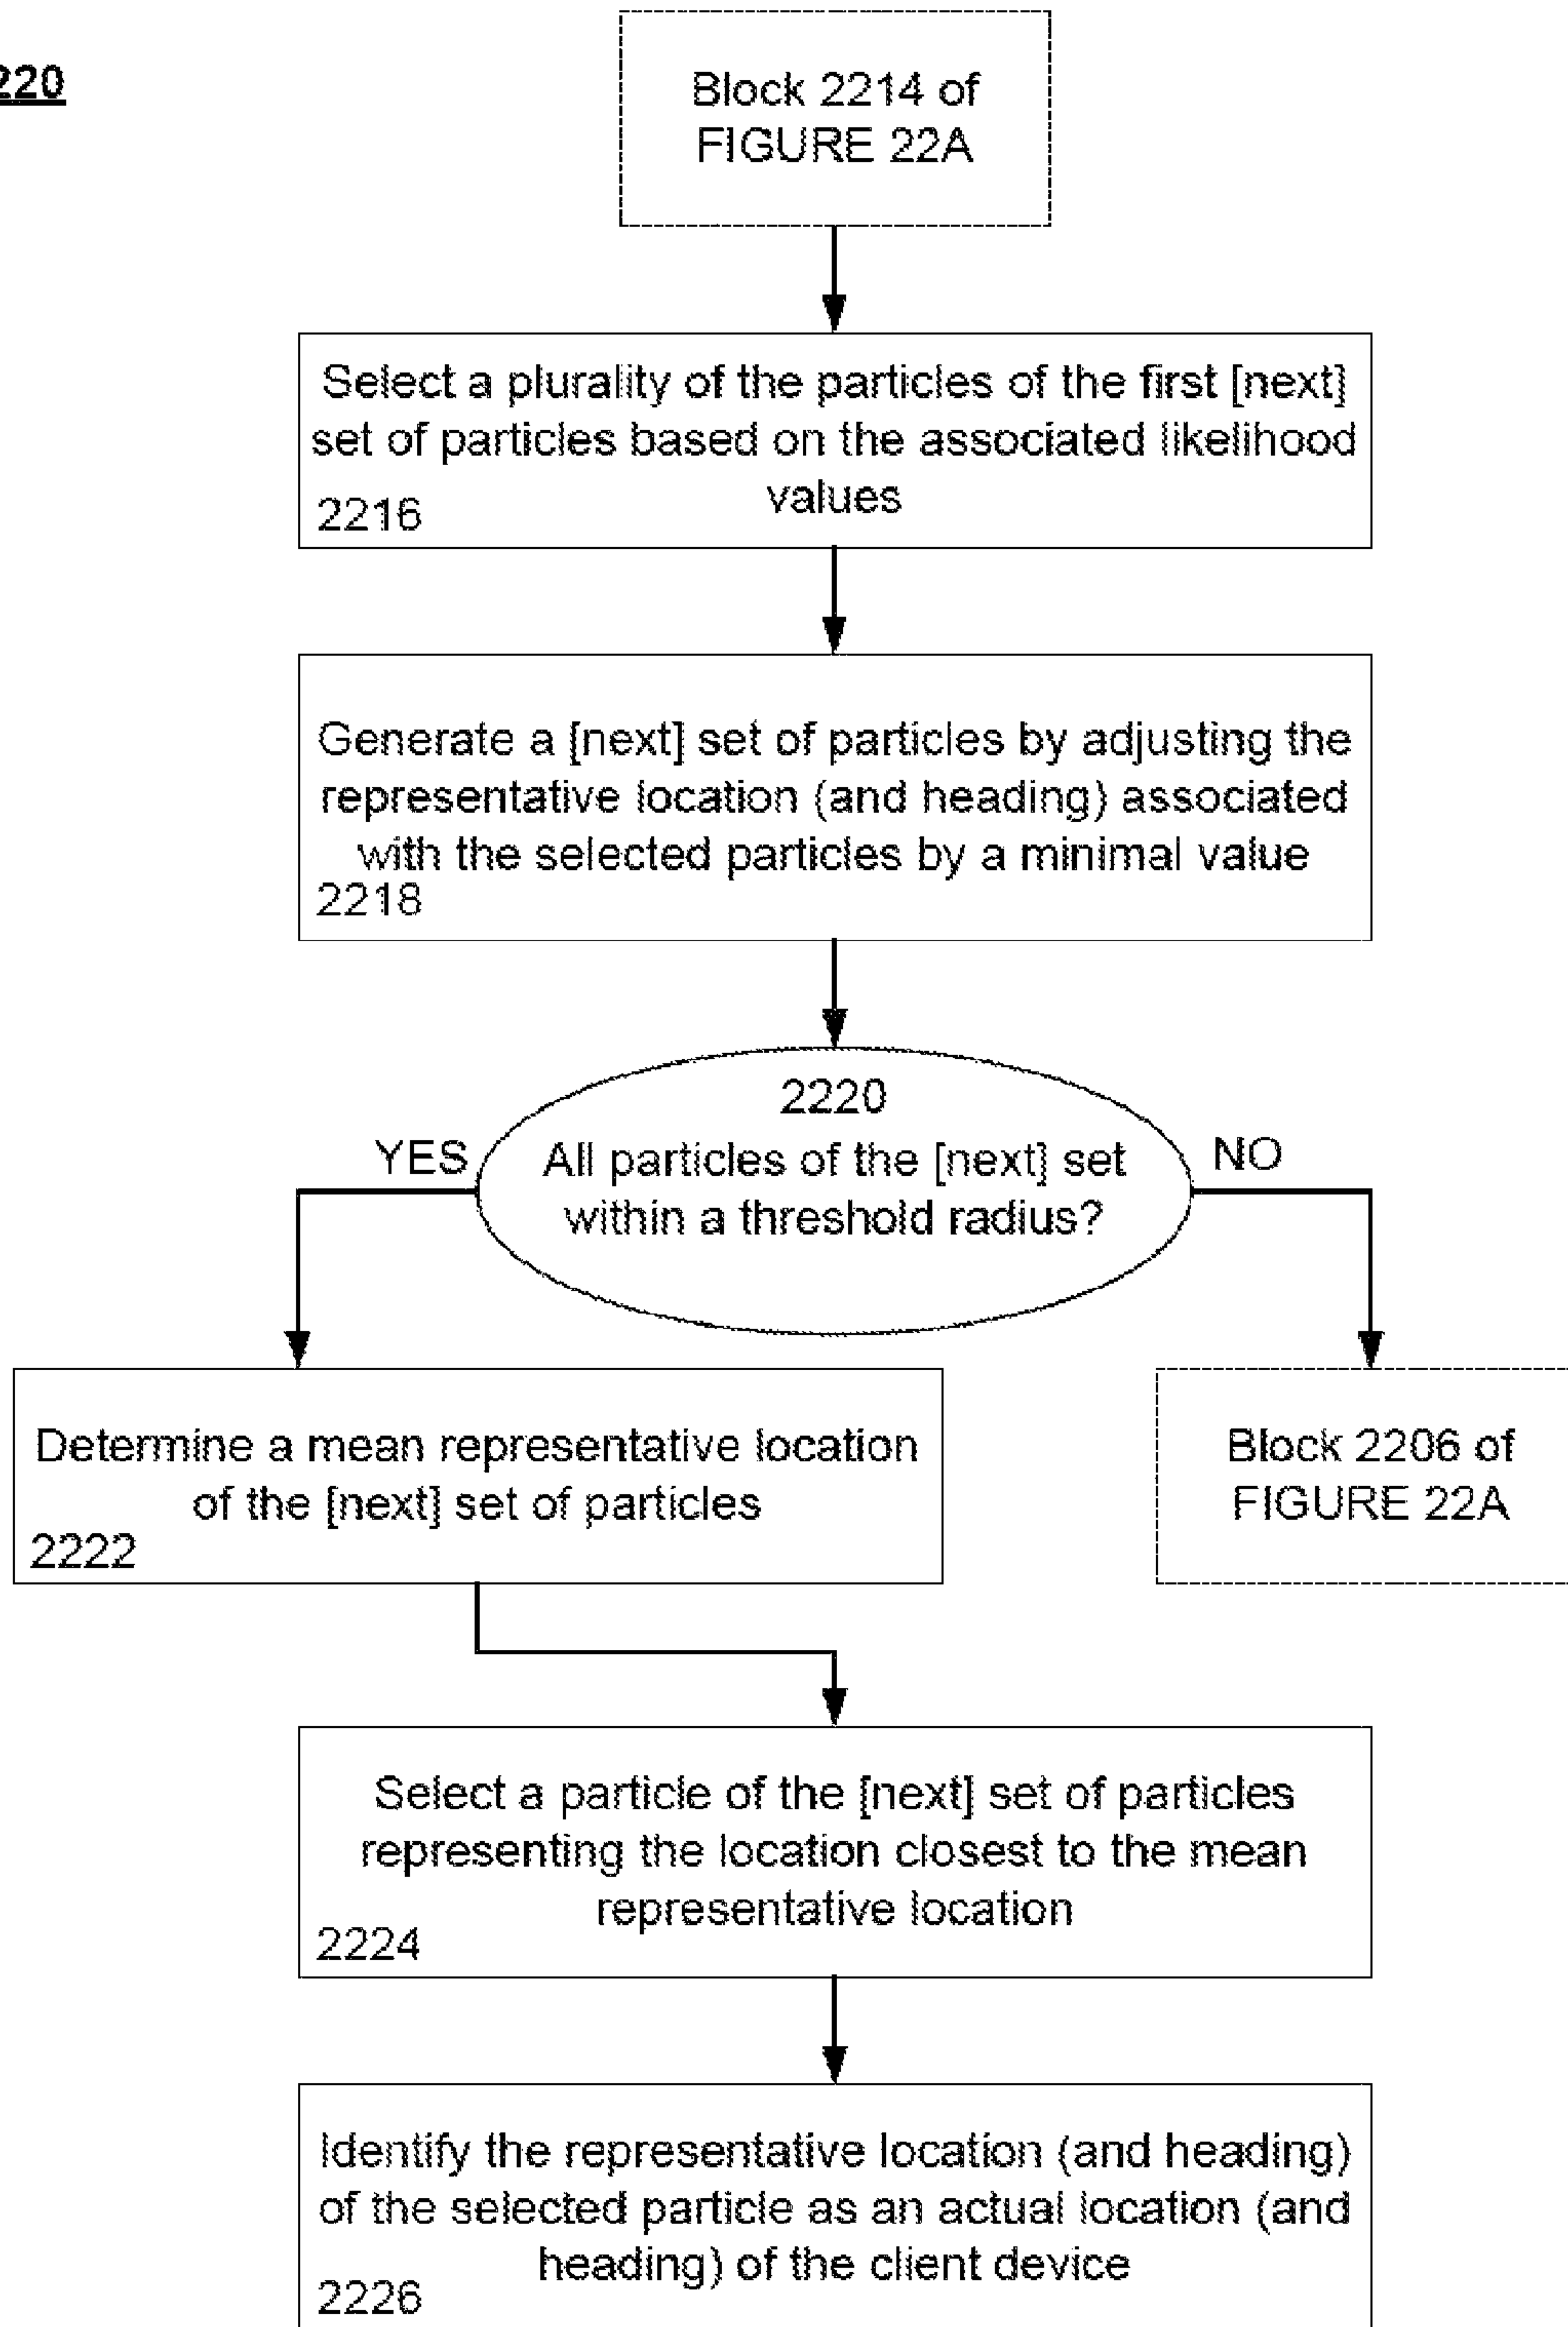 220
Block 2214 of
FIGURE 22A
Select a plurality of the particles of the first [next]
set of particles based on the associated likelihood
values
2216
Generate a [next] set of particles by adjusting the
representative location (and heading) associated
with the selected particles by a minimal value
2218
2220
YES
All particles of the [next] set
within a threshold radius?
NO
Determine a mean representative location
of the [next] set of particles
2222
Block 2206 of
FIGURE 22A
Select a particle of the [next] set of particles
representing the location closest to the mean
representative location
2224
Identify the representative location (and heading)
of the selected particle as an actual location (and
heading) of the client device
2226